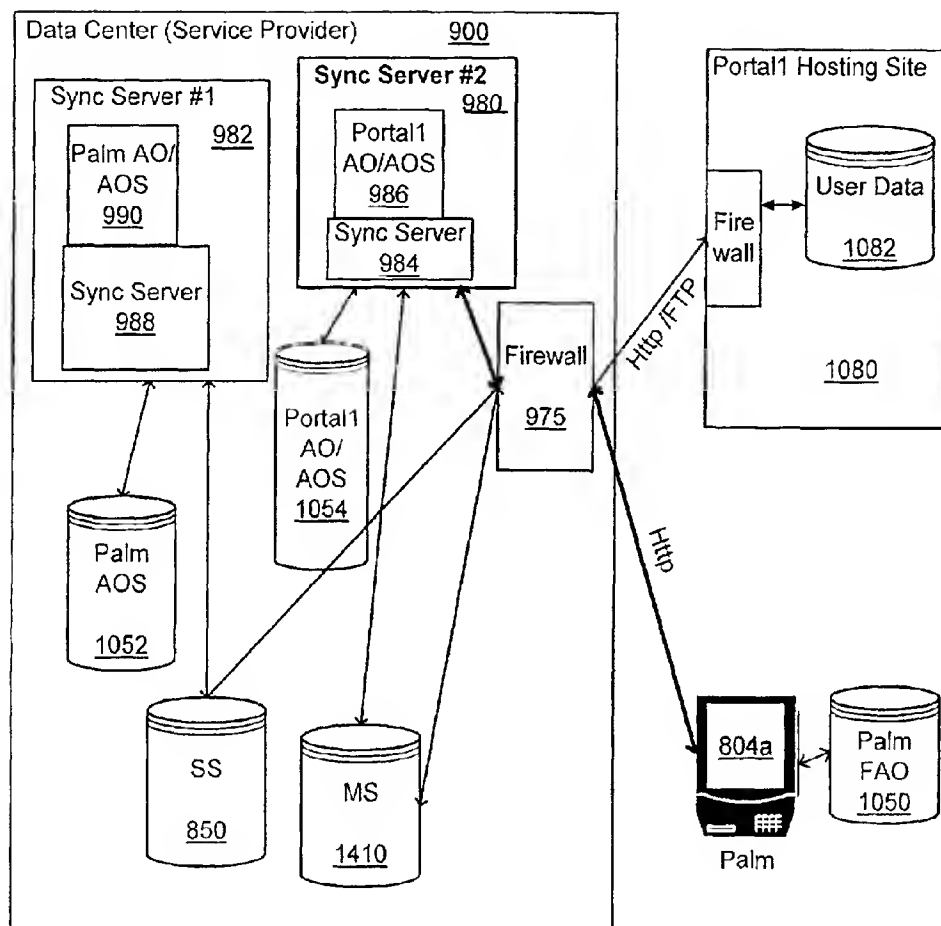 Data Center (Service Provider) 900
Sync Server #1
982
Palm AO/
AOS
990
Sync Server
988
Sync Server #2
980
Portal1
AO/AOS
986
Sync Server
984
Firewall
975
Portal1
AO/
AOS
1054
Palm
AOS
1052
SS
850
MS
1410
Http /FTP
Http
Portal1 Hosting Site
User Data
1082
Fire
wall
1080
804a
Palm
Palm
FAO
1050